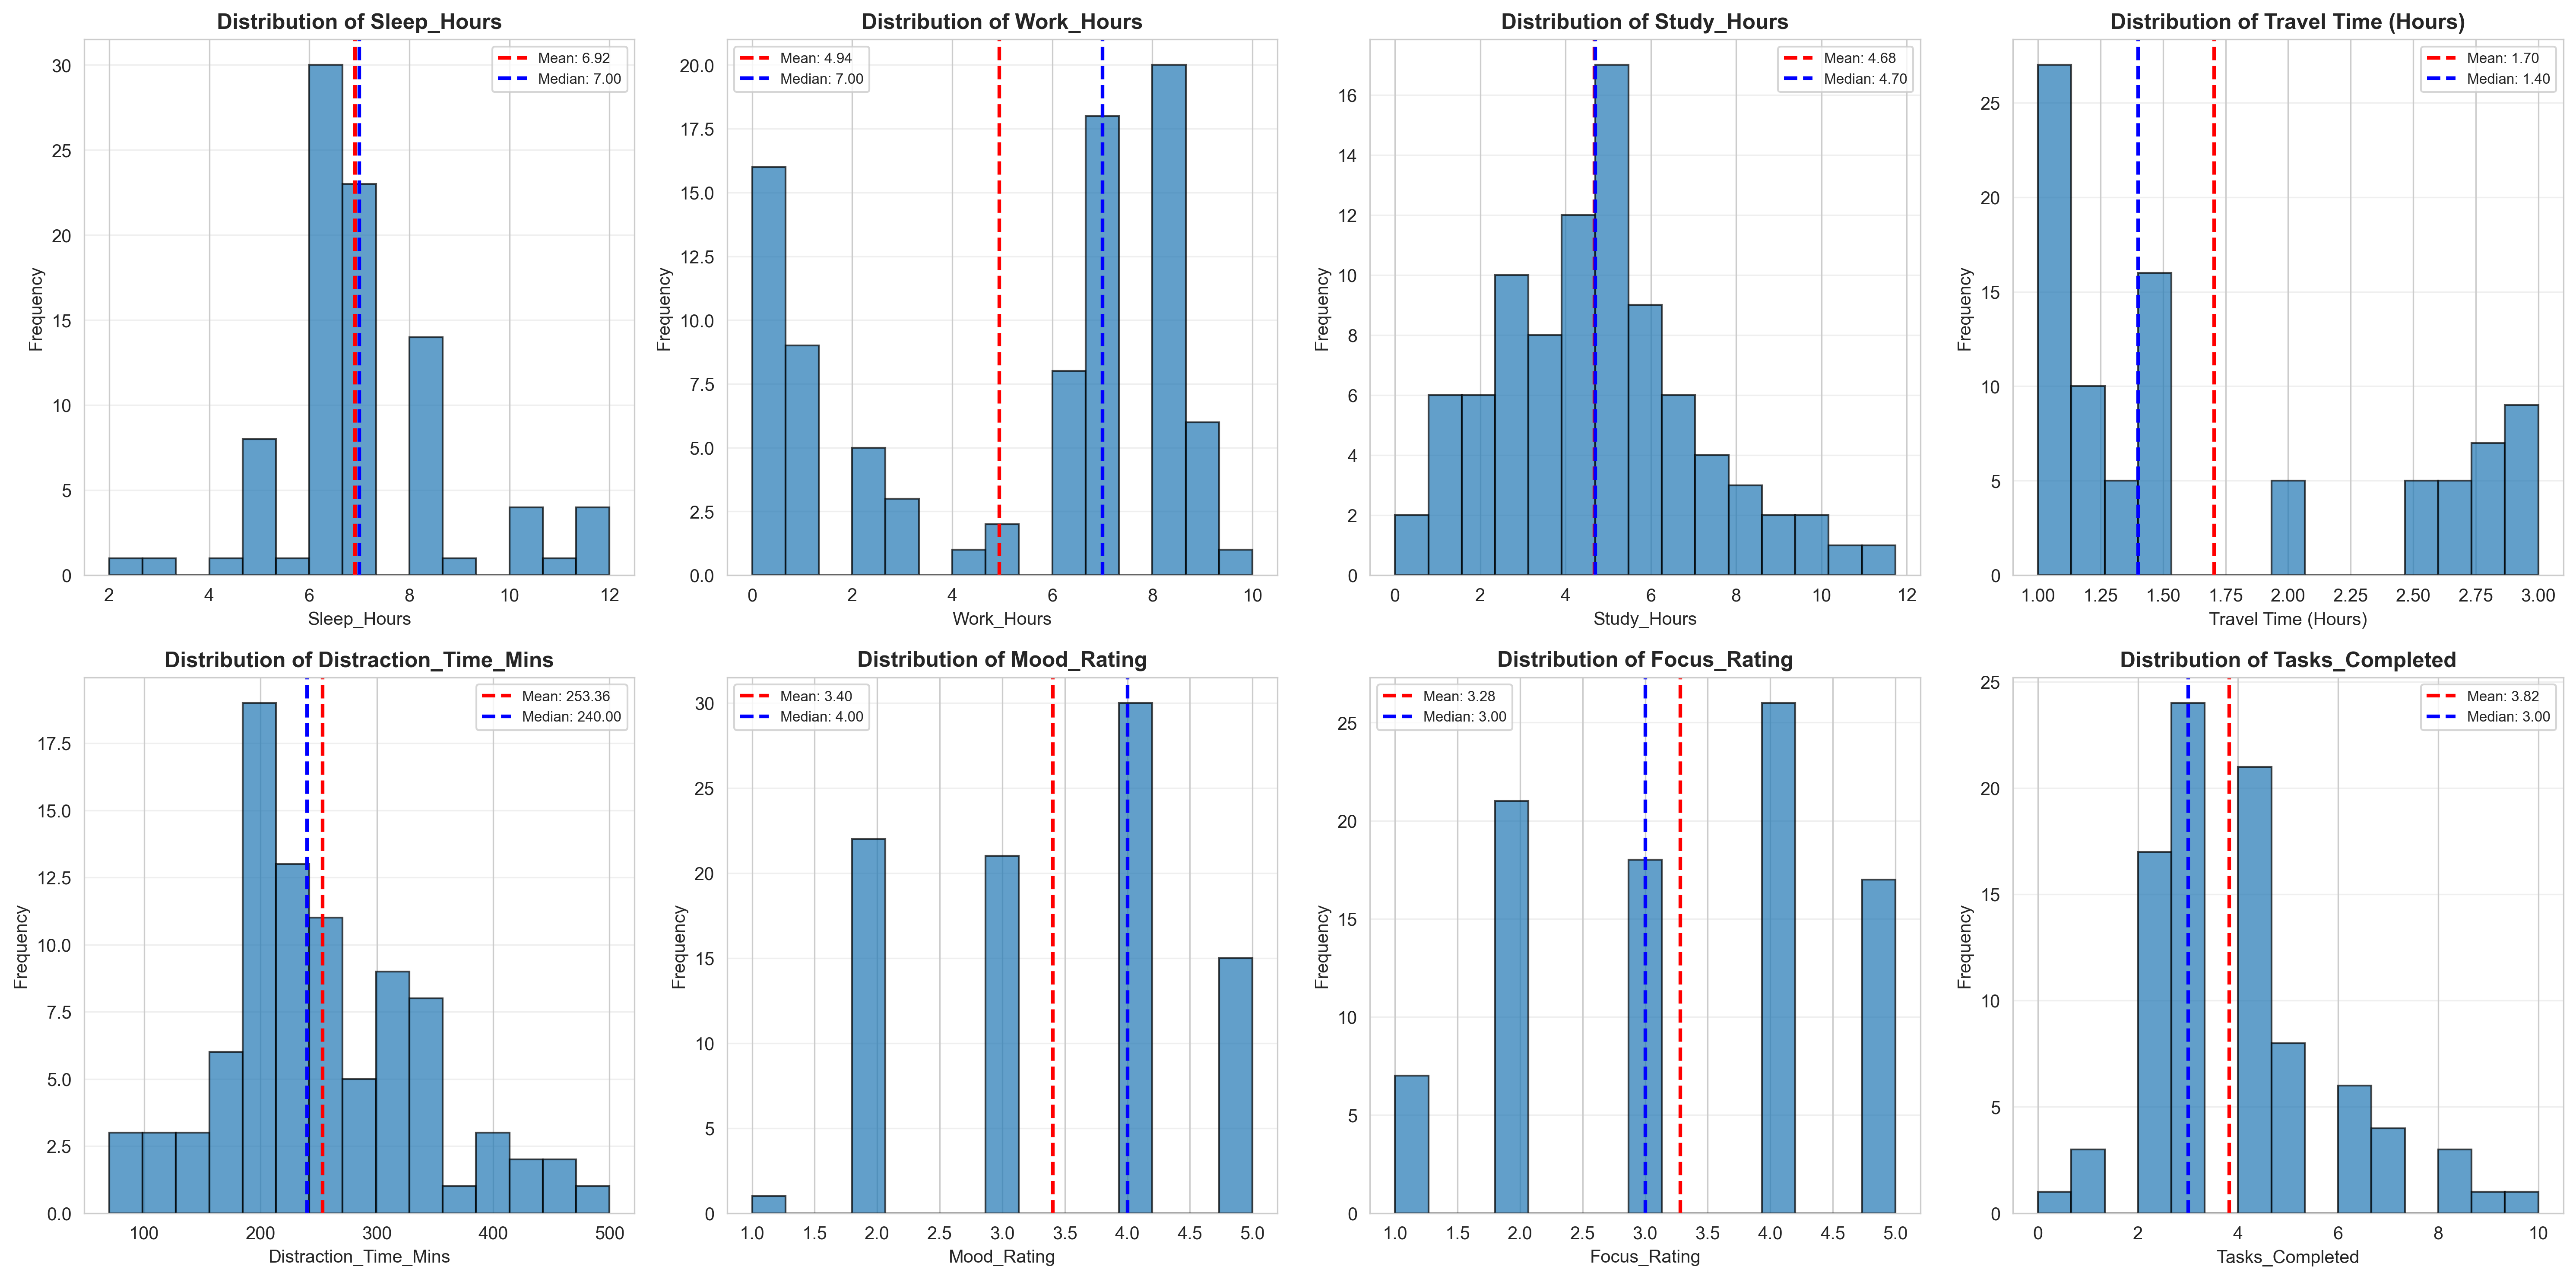 Distribution of Sleep_Hours
Mean: 6.92
Median: 7.00
Frequency
30
25
20
15
10
5
0
2 4 6 8 10 12
Sleep_Hours
Distribution of Work_Hours
Mean: 4.94
Median: 7.00
Frequency
20.0
17.5
15.0
12.5
10.0
7.5
5.0
2.5
0.0
0 2 4 6 8 10
Work_Hours
Distribution of Study_Hours
Mean: 4.68
Median: 4.70
Frequency
16
14
12
10
8
6
4
2
0
0 2 4 6 8 10 12
Study_Hours
Distribution of Travel Time (Hours)
Mean: 1.70
Median: 1.40
Frequency
25
20
15
10
5
0
1.00 1.25 1.50 1.75 2.00 2.25 2.50 2.75 3.00
Travel Time (Hours)
Distribution of Distraction_Time_Mins
Mean: 253.36
Median: 240.00
Frequency
17.5
15.0
12.5
10.0
7.5
5.0
2.5
0.0
100 200 300 400 500
Distraction_Time_Mins
Distribution of Mood_Rating
Mean: 3.40
Median: 4.00
Frequency
30
25
20
15
10
5
0
1.0 1.5 2.0 2.5 3.0 3.5 4.0 4.5 5.0
Mood_Rating
Distribution of Focus_Rating
Mean: 3.28
Median: 3.00
Frequency
25
20
15
10
5
0
1.0 1.5 2.0 2.5 3.0 3.5 4.0 4.5 5.0
Focus_Rating
Distribution of Tasks_Completed
Mean: 3.82
Median: 3.00
Frequency
25
20
15
10
5
0
0 2 4 6 8 10
Tasks_Completed